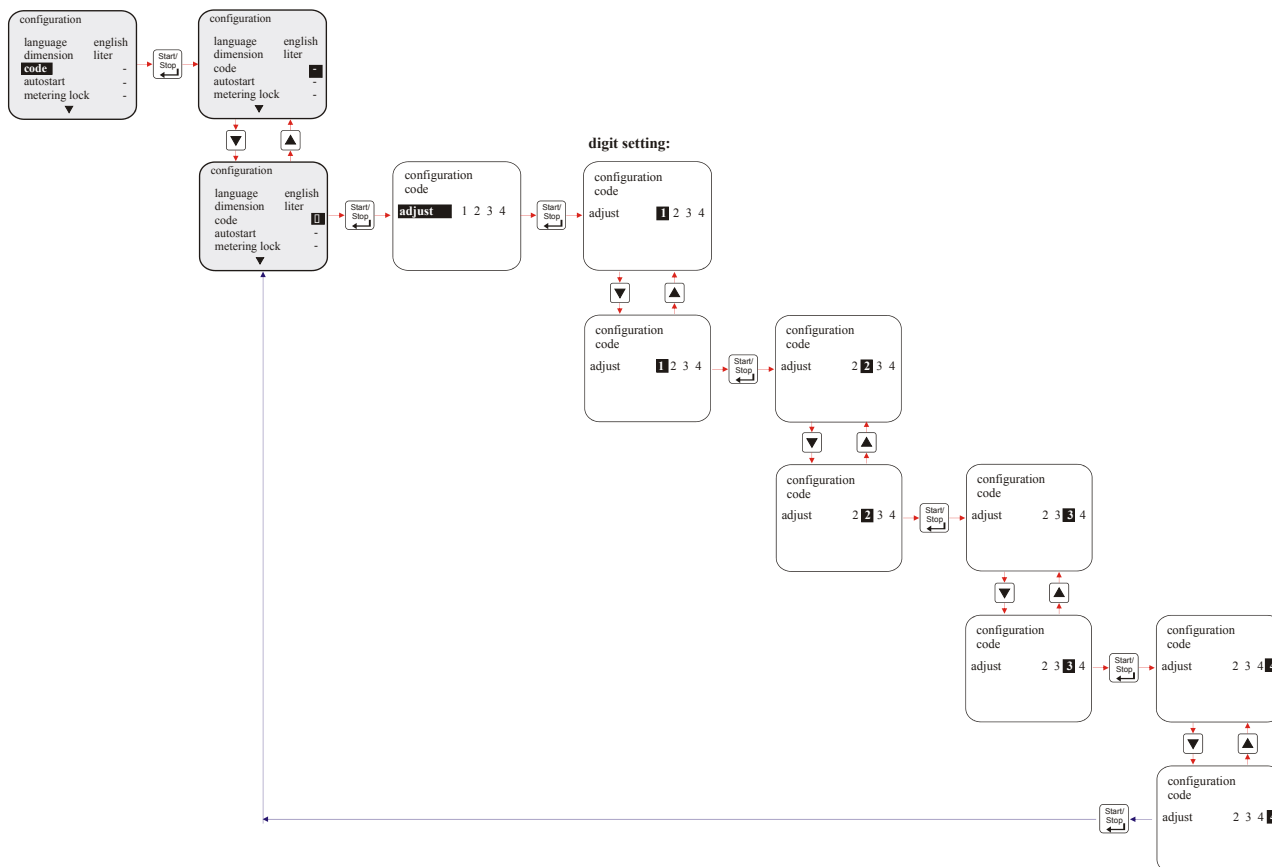 configuration
language english
dimension liter
code -
autostart -
metering lock -
Start/
Stop
configuration
language english
dimension liter
code -
autostart -
metering lock -
configuration
language english
dimension liter
code
autostart -
metering lock -
Start/
Stop
configuration
code
adjust 1 2 3 4
Start/
Stop
digit setting:
configuration
code
adjust 1 2 3 4
configuration
code
adjust 1 2 3 4
Start/
Stop
configuration
code
adjust 2 2 3 4
configuration
code
adjust 2 2 3 4
Start/
Stop
configuration
code
adjust 2 3 3 4
configuration
code
adjust 2 3 3 4
Start/
Stop
configuration
code
adjust 2 3 4 4
configuration
code
adjust 2 3 4 4
Start/
Stop